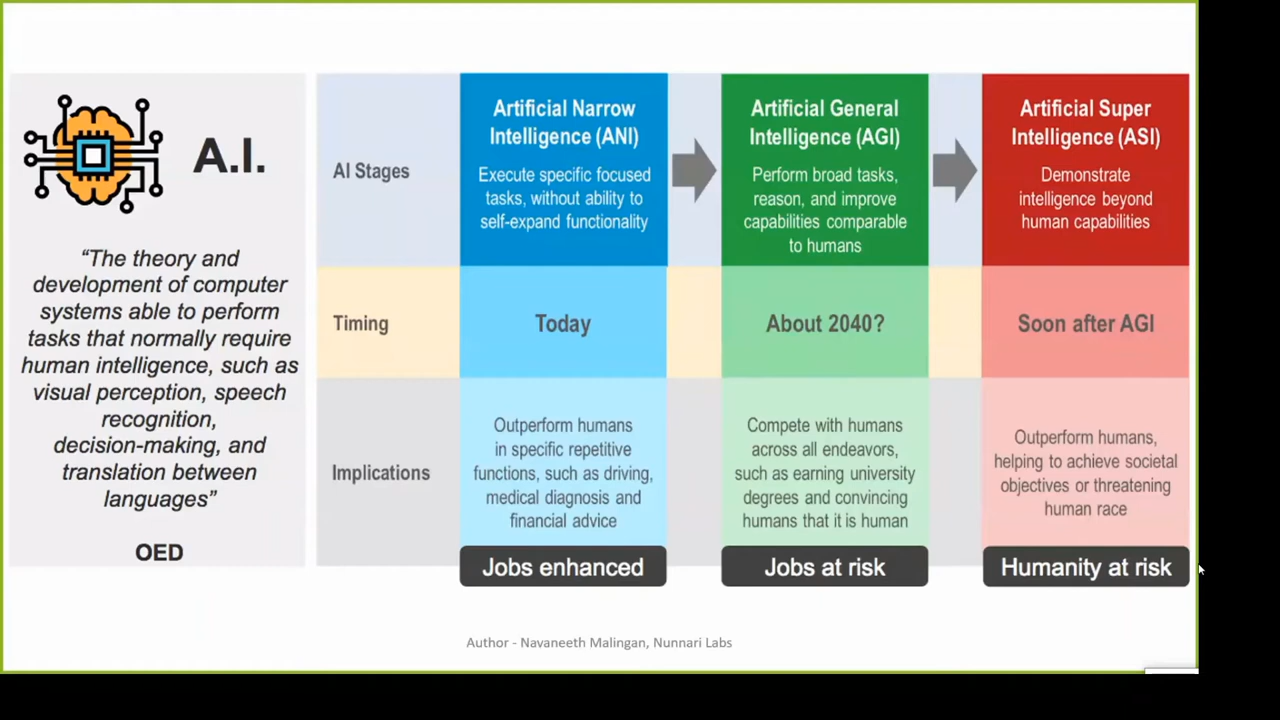 A.I.
“The theory and
development of computer
systems able to perform
tasks that normally require
human intelligence, such as
visual perception, speech
recognition,
decision-making, and
translation between
languages”
OED
AI Stages
Artificial Narrow
Intelligence (ANI)
Execute specific focused
tasks, without ability to
self-expand functionality
Artificial General
Intelligence (AGI)
Perform broad tasks,
reason, and improve
capabilities comparable
to humans
Artificial Super
Intelligence (ASI)
Demonstrate
intelligence beyond
human capabilities
Timing
Today
About 2040?
Soon after AGI
Implications
Outperform humans
in specific repetitive
functions, such as driving,
medical diagnosis and
financial advice
Compete with humans
across all endeavors,
such as earning university
degrees and convincing
humans that it is human
Outperform humans,
helping to achieve societal
objectives or threatening
human race
Jobs enhanced
Jobs at risk
Humanity at risk
Author - Navaneeth Malingan, Nunnari Labs